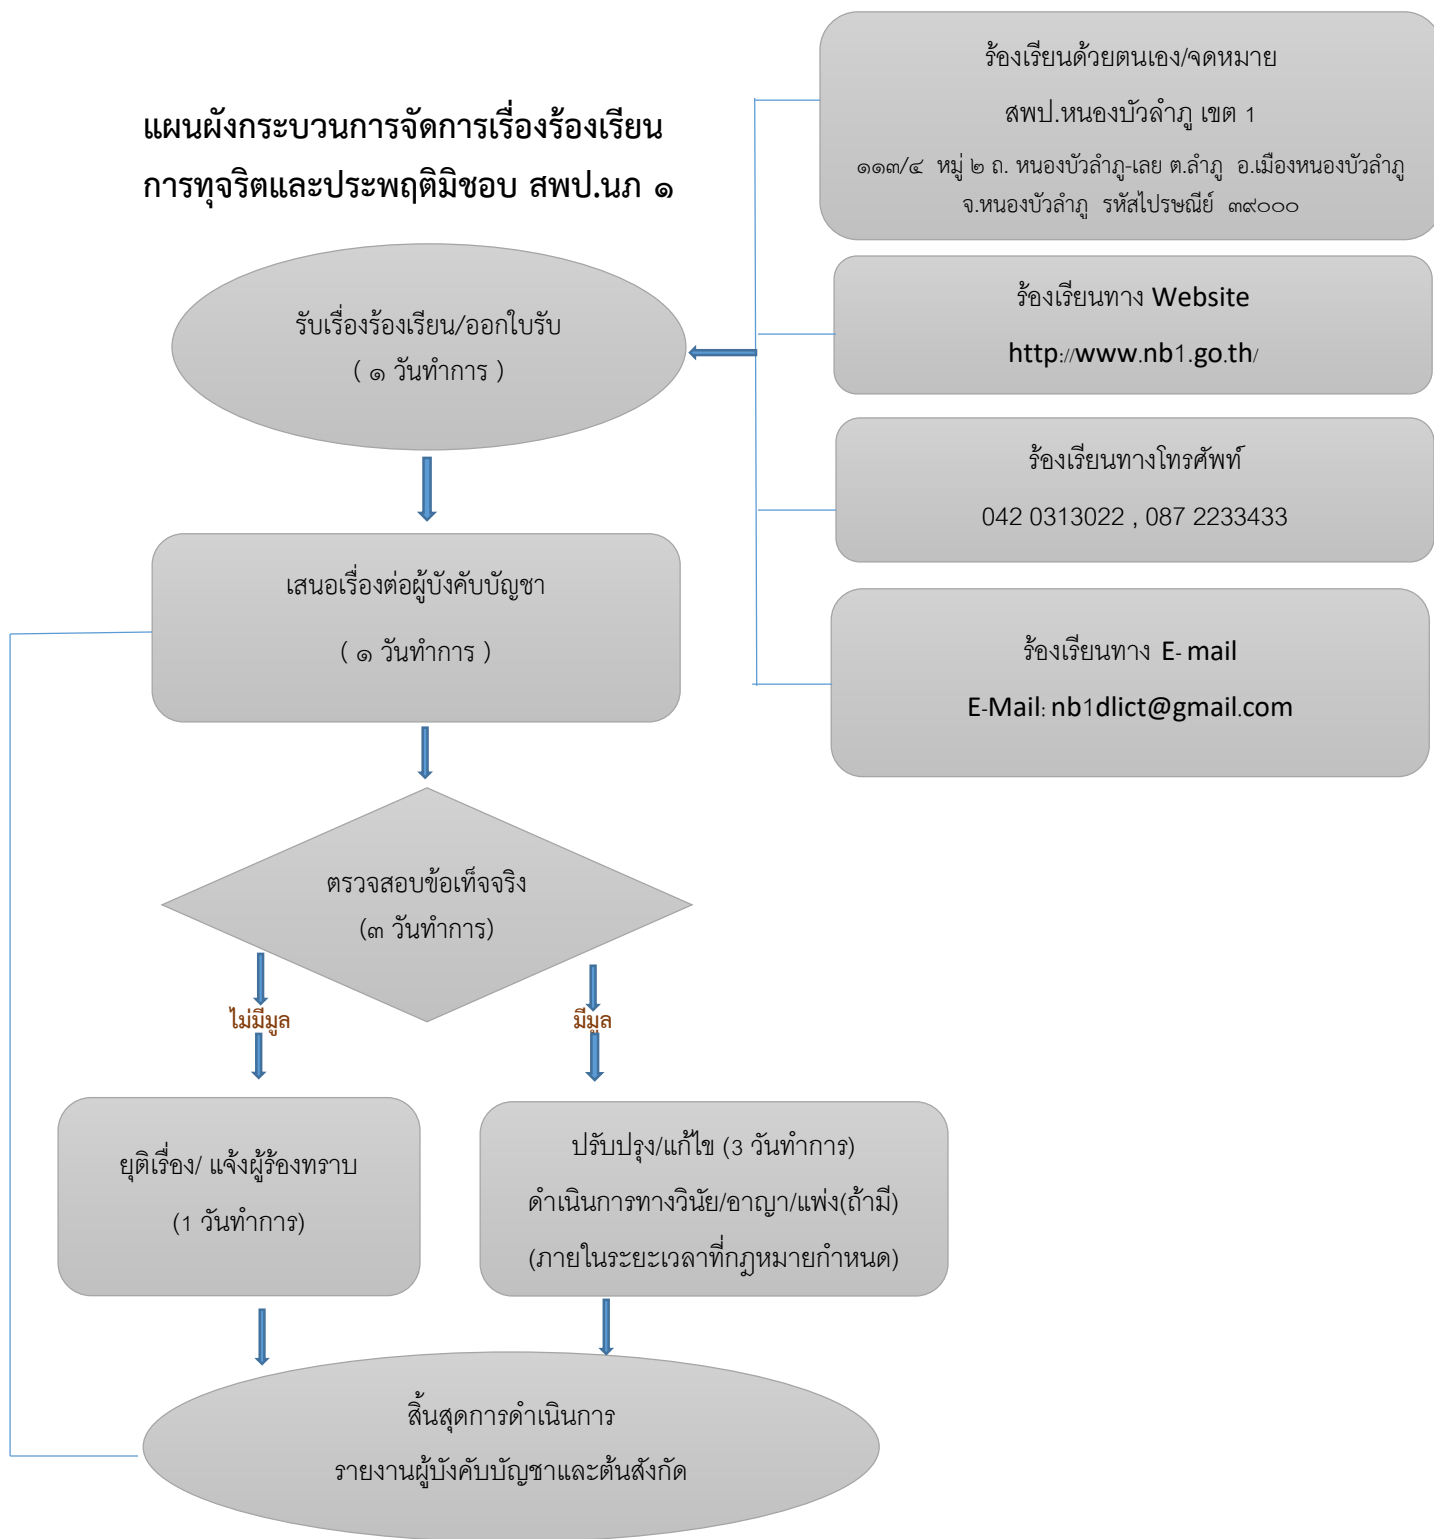 แผนผังกระบวนการจัดการเรื่องร้องเรียน
การทุจริตและประพฤติมิชอบ สพป.นภ ๑
ร้องเรียนด้วยตนเอง/จดหมาย
สพป.หนองบัวลำภู เขต 1
๑๑๓/๔ หมู่ ๒ ถ. หนองบัวลำภู-เลย ต.ลำภู อ.เมืองหนองบัวลำภู
จ.หนองบัวลำภู รหัสไปรษณีย์ ๓๙๐๐๐
ร้องเรียนทาง Website
http://www.nb1.go.th/
ร้องเรียนทางโทรศัพท์
042 0313022 , 087 2233433
ร้องเรียนทาง E- mail
E-Mail: nb1dlict@gmail.com
รับเรื่องร้องเรียน/ออกใบรับ
( ๑ วันทำการ )
เสนอเรื่องต่อผู้บังคับบัญชา
( ๑ วันทำการ )
ตรวจสอบข้อเท็จจริง
(๓ วันทำการ)
ไม่มีมูล
มีมูล
ยุติเรื่อง/ แจ้งผู้ร้องทราบ
(1 วันทำการ)
ปรับปรุง/แก้ไข (3 วันทำการ)
ดำเนินการทางวินัย/อาญา/แพ่ง(ถ้ามี)
(ภายในระยะเวลาที่กฎหมายกำหนด)
สิ้นสุดการดำเนินการ
รายงานผู้บังคับบัญชาและต้นสังกัด